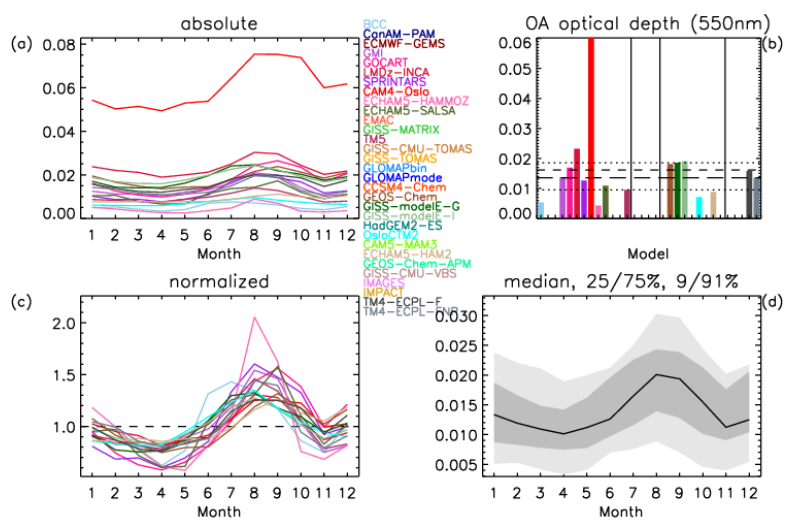 absolute
(a)
0.08
0.06
0.04
0.02
0.00
1 2 3 4 5 6 7 8 9 10 11 12
Month
BCC
CanAM-PAM
ECMWF-GEMS
GMI
GOCART
LMDz-INCA
SPRINTARS
CAM4-Oslo
ECHAM5-HAMMOZ
ECHAM5-SALSA
EMAC
GISS-MATRIX
TM5
GISS-CMU-TOMAS
GISS-TOMAS
GLOMAPbin
GLOMAPmode
CCSM4-Chem
GEOS-Chem
GISS-modelE-G
GISS-modelE-I
HadGEM2-ES
OsloCTM2
CAM5-MAM3
ECHAM5-HAM2
GEOS-Chem-APM
GISS-CMU-VBS
IMAGES
IMPACT
TM4-ECPL-F
TM4-ECPL-FNP
OA optical depth (550nm)
(b)
0.06
0.05
0.04
0.03
0.02
0.01
0.00
Model
normalized
(c)
2.0
1.5
1.0
1 2 3 4 5 6 7 8 9 10 11 12
Month
median, 25/75%, 9/91%
(d)
0.030
0.025
0.020
0.015
0.010
0.005
1 2 3 4 5 6 7 8 9 10 11 12
Month